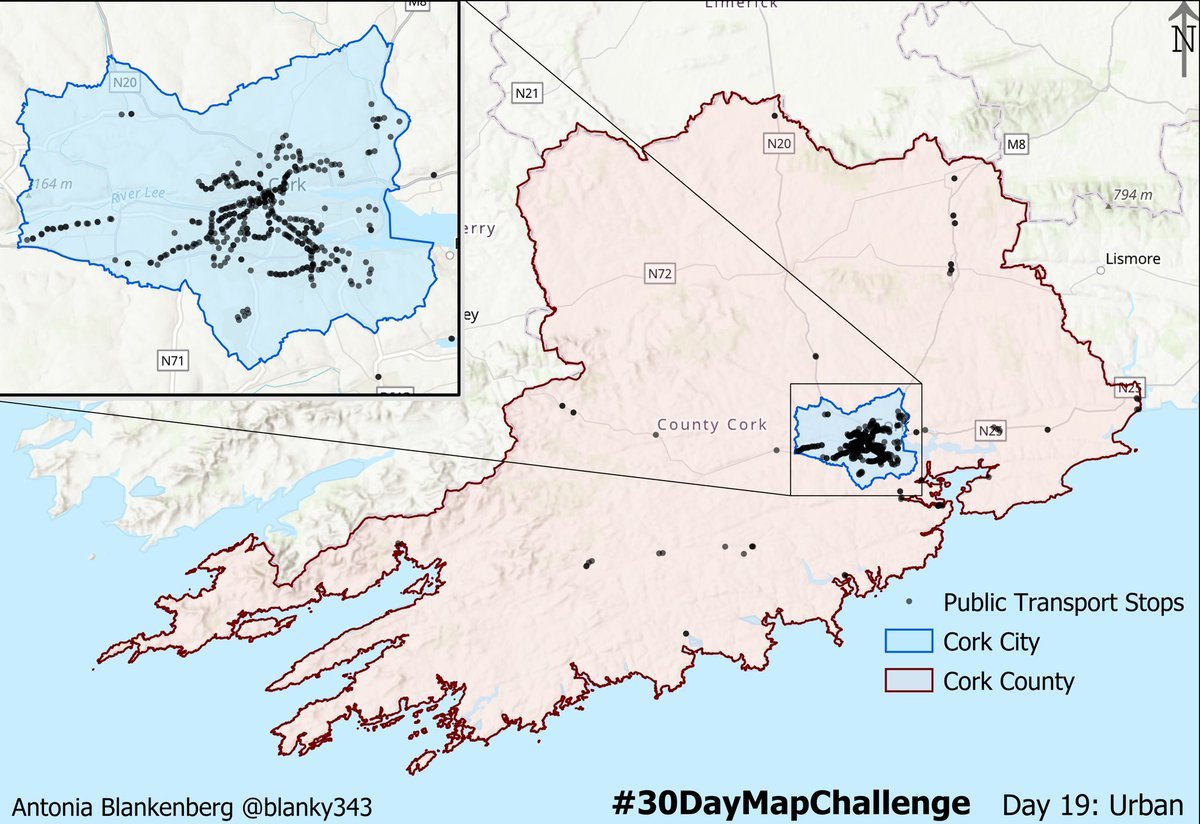 M8
Limerick
N
N20
N21
N20
M8
164 m
River Lee
Cork
794 m
erry
Lismore
N72
ey
N71
N25
County Cork
N25
Public Transport Stops
Cork City
Cork County
Antonia Blankenberg @blanky343
#30DayMapChallenge Day 19: Urban